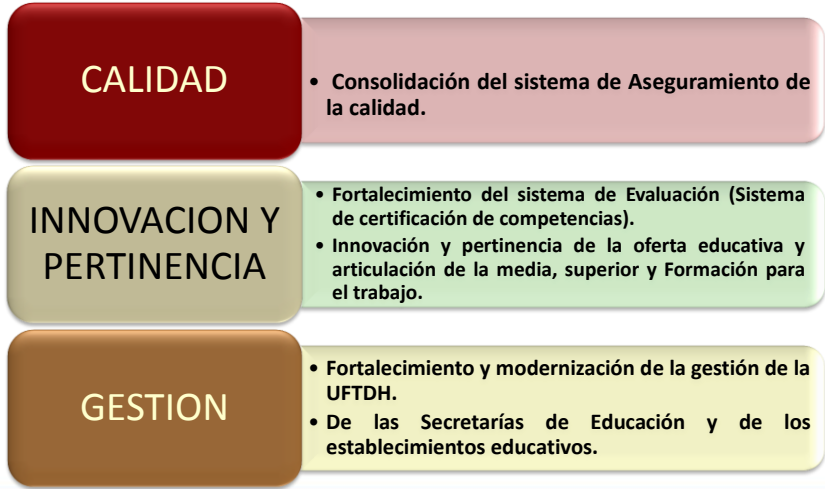 CALIDAD
• Consolidación del sistema de Aseguramiento de
la calidad.
INNOVACION Y
PERTINENCIA
• Fortalecimiento del sistema de Evaluación (Sistema
de certificación de competencias).
• Innovación y pertinencia de la oferta educativa y
articulación de la media, superior y Formación para
el trabajo.
GESTION
• Fortalecimiento y modernización de la gestión de la
UFTDH.
• De las Secretarías de Educación y de los
establecimientos educativos.